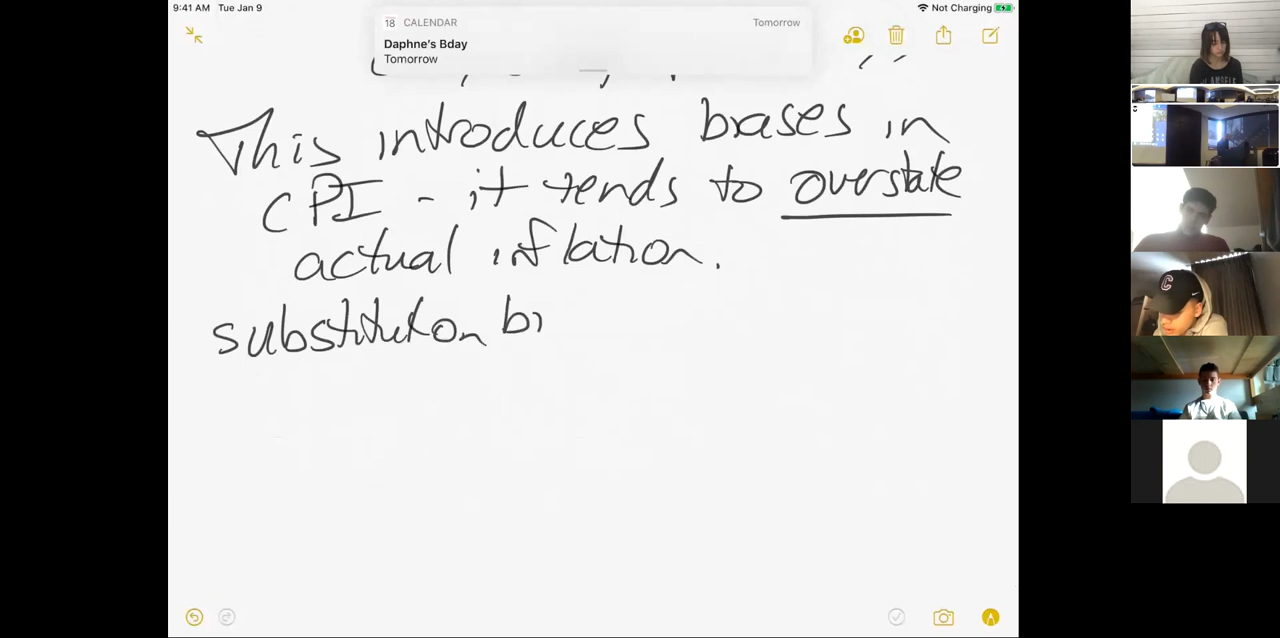 9:41 AM Tue Jan 9
Not Charging
18 CALENDAR
Tomorrow
Daphne's Bday
Tomorrow
This introduces biases in
CPI - it tends to overstate
actual inflation.
substitution bi
C